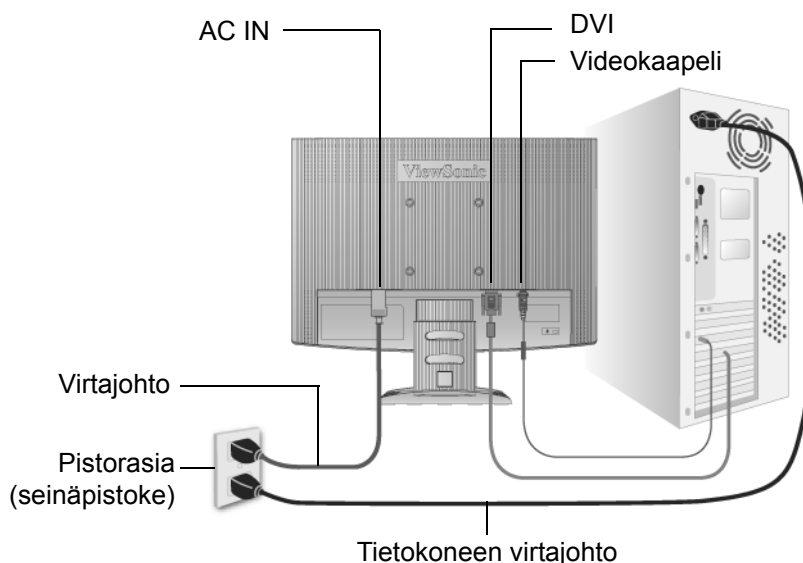 AC IN
DVI
Videokaapeli
ViewSonic
Virtajohto
Pistorasia
(seinäpistoke)
Tietokoneen virtajohto